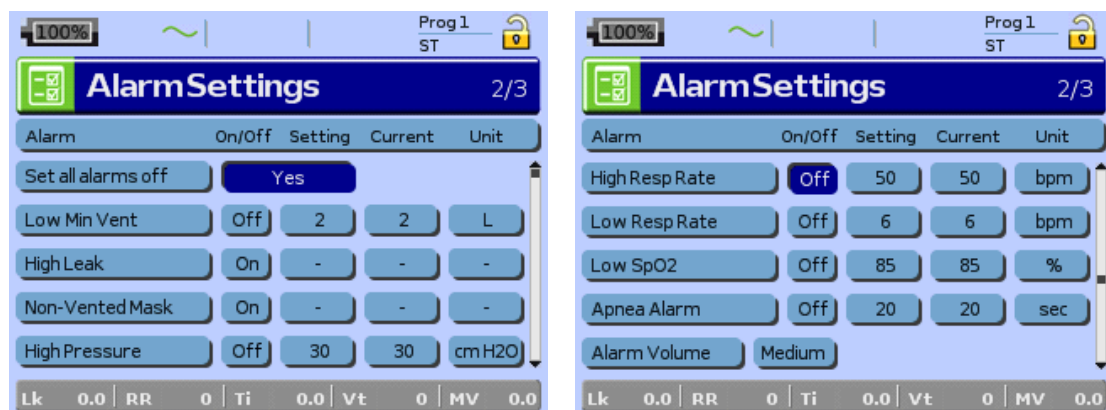 100% Prog 1
ST
Alarm Settings 2/3
Alarm On/Off Setting Current Unit
Set all alarms off Yes
Low Min Vent Off 2 2 L
High Leak On - - -
Non-Vented Mask On - - -
High Pressure Off 30 30 cm H2O
Lk 0.0 RR 0 Ti 0.0 Vt 0 MV 0.0
100% Prog 1
ST
Alarm Settings 2/3
Alarm On/Off Setting Current Unit
High Resp Rate Off 50 50 bpm
Low Resp Rate Off 6 6 bpm
Low SpO2 Off 85 85 %
Apnea Alarm Off 20 20 sec
Alarm Volume Medium
Lk 0.0 RR 0 Ti 0.0 Vt 0 MV 0.0